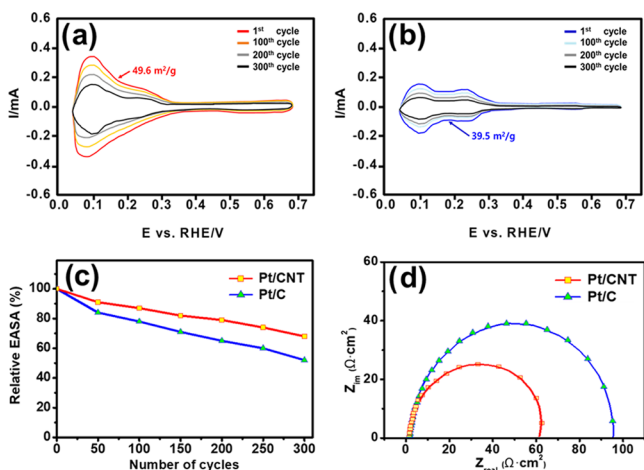 (a)
1st cycle
100th cycle
200th cycle
300th cycle
49.6 m²/g
I/mA
0.6
0.4
0.2
0.0
-0.2
-0.4
-0.6
0.0 0.1 0.2 0.3 0.4 0.5 0.6 0.7
E vs. RHE/V
(b)
1st cycle
100th cycle
200th cycle
300th cycle
39.5 m²/g
I/mA
0.6
0.4
0.2
0.0
-0.2
-0.4
-0.6
0.0 0.1 0.2 0.3 0.4 0.5 0.6 0.7
E vs. RHE/V
(c)
Pt/CNT
Pt/C
Relative EASA (%)
100
80
60
40
20
0
0 50 100 150 200 250 300
Number of cycles
(d)
Pt/CNT
Pt/C
Zim (Ω·cm²)
60
40
20
0
0 20 40 60 80 100
(Ω·cm²)